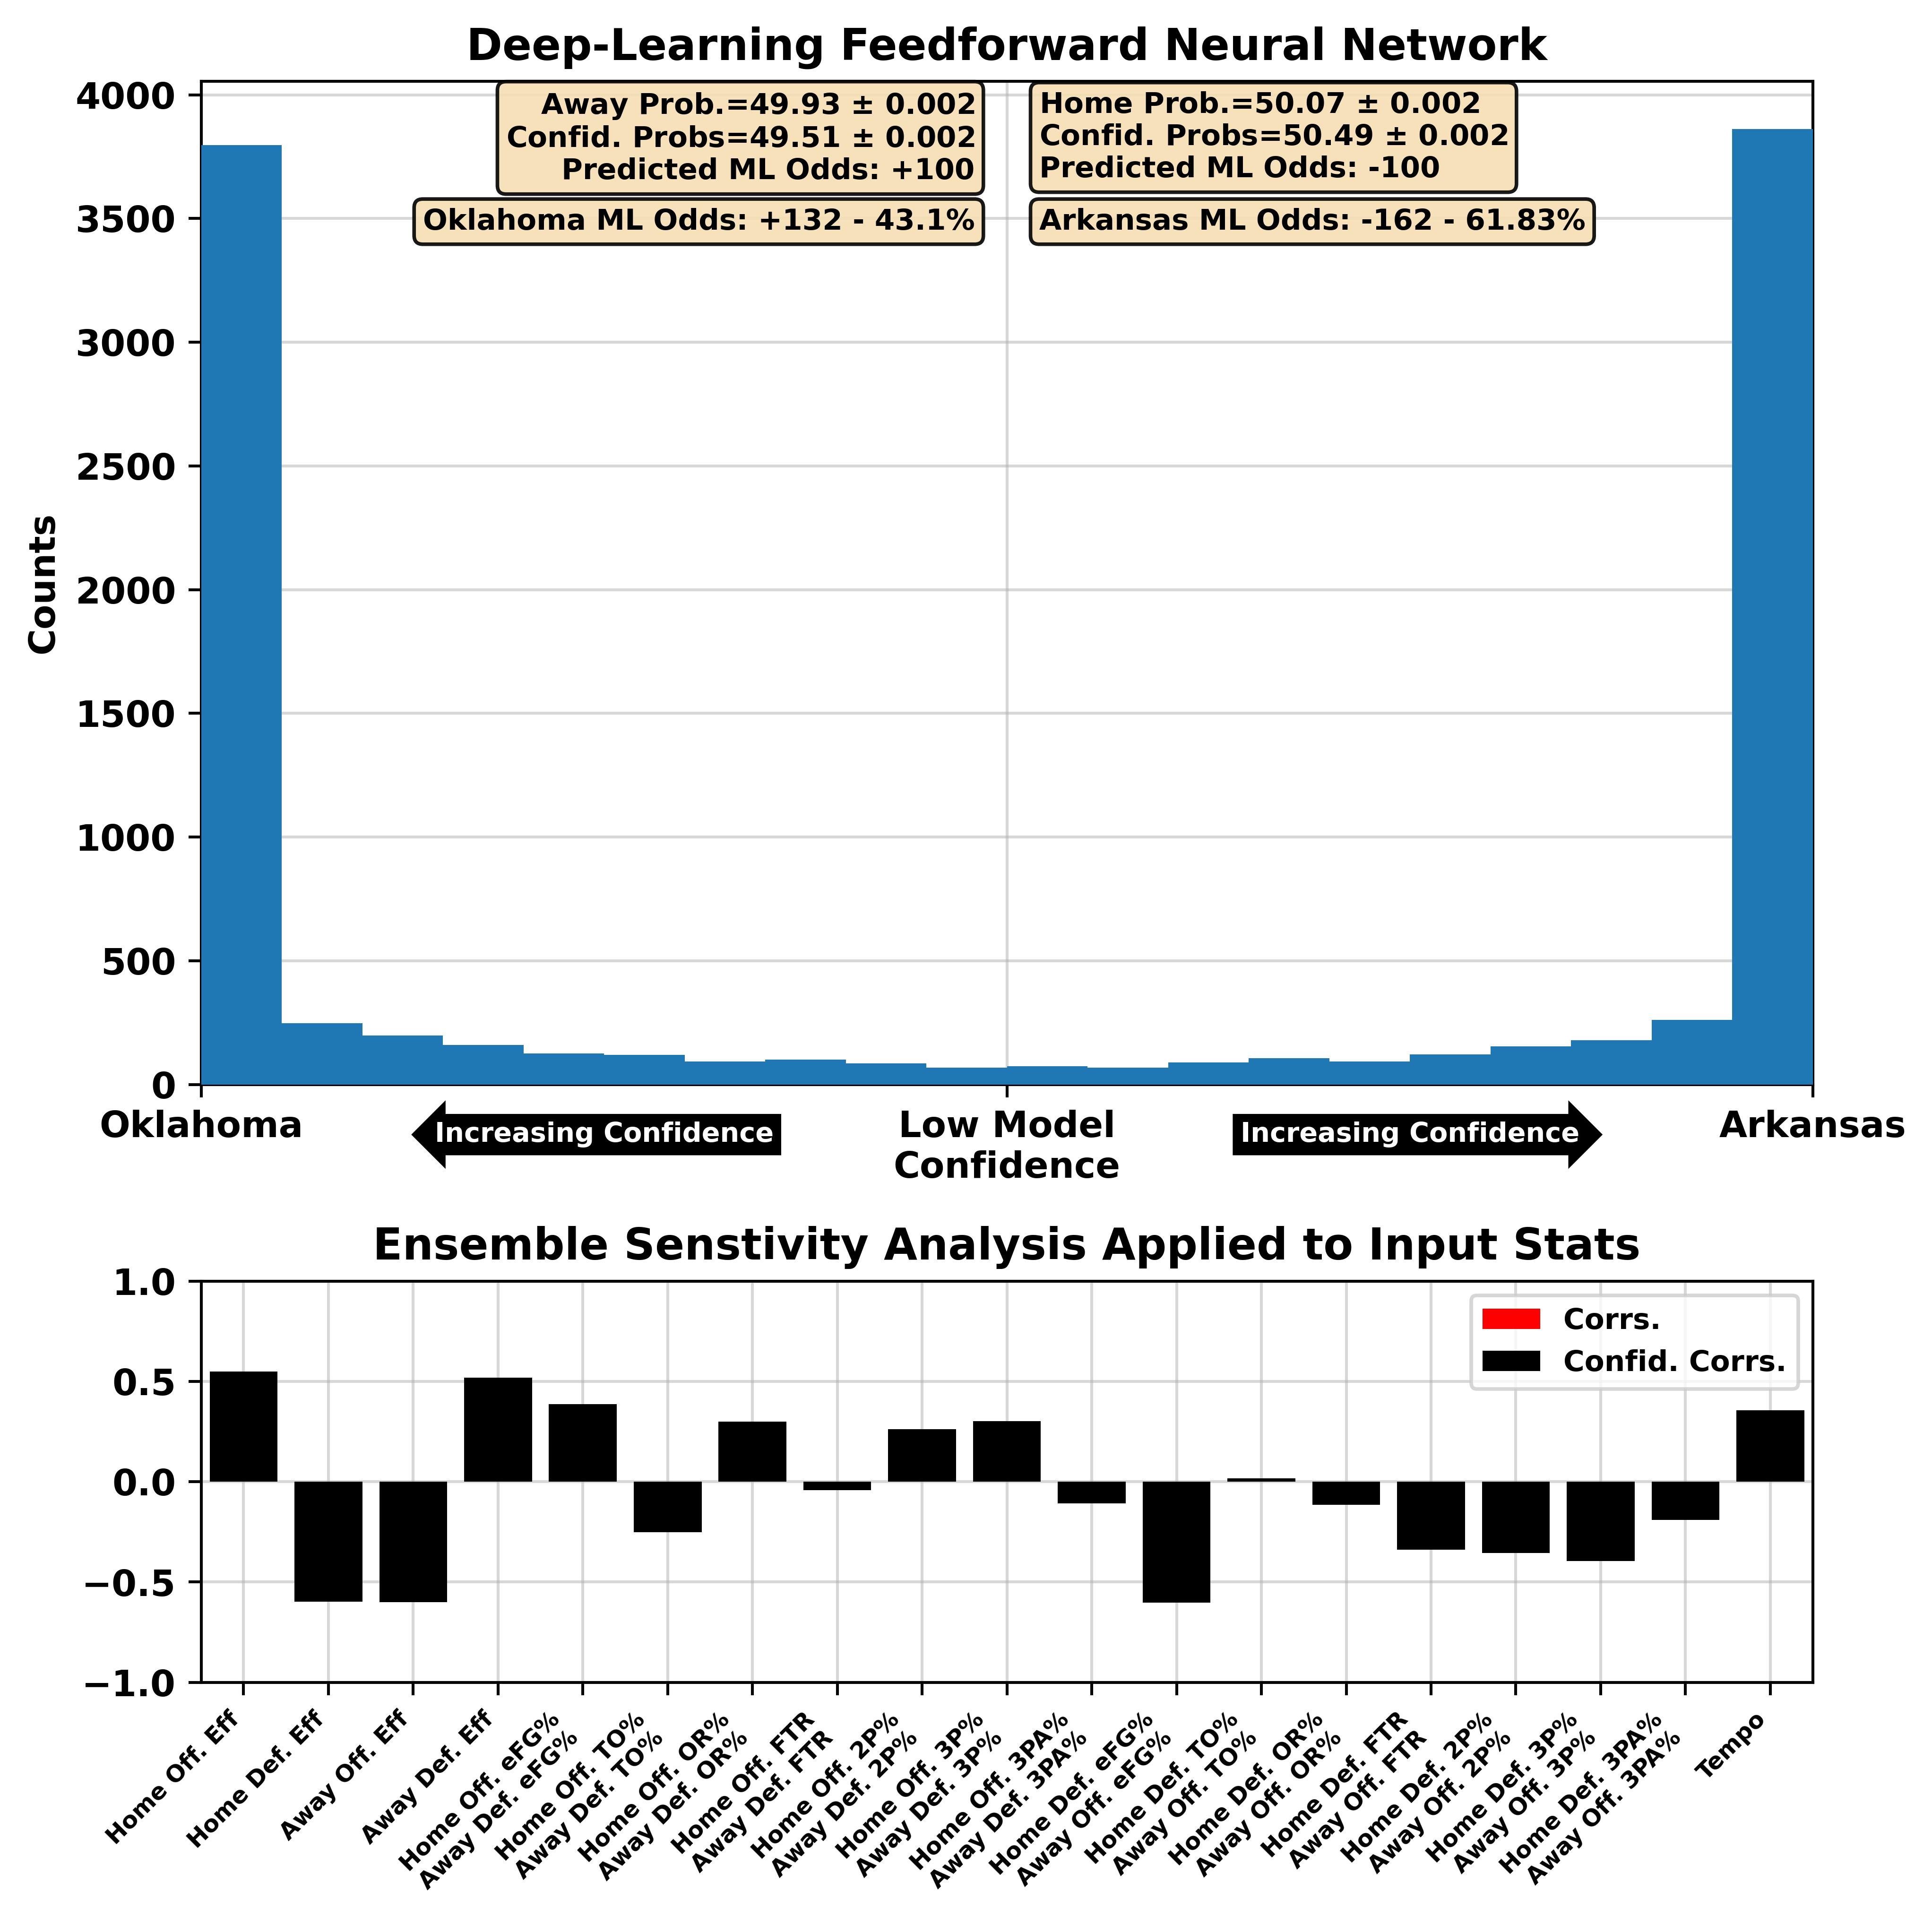 Deep-Learning Feedforward Neural Network
Away Prob.=49.93 ± 0.002
Confid. Probs=49.51 ± 0.002
Predicted ML Odds: +100
Home Prob.=50.07 ± 0.002
Confid. Probs=50.49 ± 0.002
Predicted ML Odds: -100
Oklahoma ML Odds: +132 - 43.1%
Arkansas ML Odds: -162 - 61.83%
Counts
4000
3500
3000
2500
2000
1500
1000
500
0
Oklahoma
Increasing Confidence
Low Model
Confidence
Increasing Confidence
Arkansas
Ensemble Senstivity Analysis Applied to Input Stats
1.0
0.5
0.0
−0.5
−1.0
Corrs.
Confid. Corrs.
Home Off. Eff
Home Def. Eff
Away Off. Eff
Away Def. Eff
Home Off. eFG%
Away Def. eFG%
Home Off. TO%
Away Def. TO%
Home Off. OR%
Away Def. OR%
Home Off. FTR
Away Def. FTR
Home Off. 2P%
Away Def. 2P%
Home Off. 3P%
Away Def. 3P%
Home Off. 3PA%
Away Def. 3PA%
Home Def. eFG%
Away Off. eFG%
Home Def. TO%
Away Off. TO%
Home Def. OR%
Away Off. OR%
Home Def. FTR
Away Off. FTR
Home Def. 2P%
Away Off. 2P%
Home Def. 3P%
Away Off. 3P%
Home Def. 3PA%
Away Off. 3PA%
Tempo